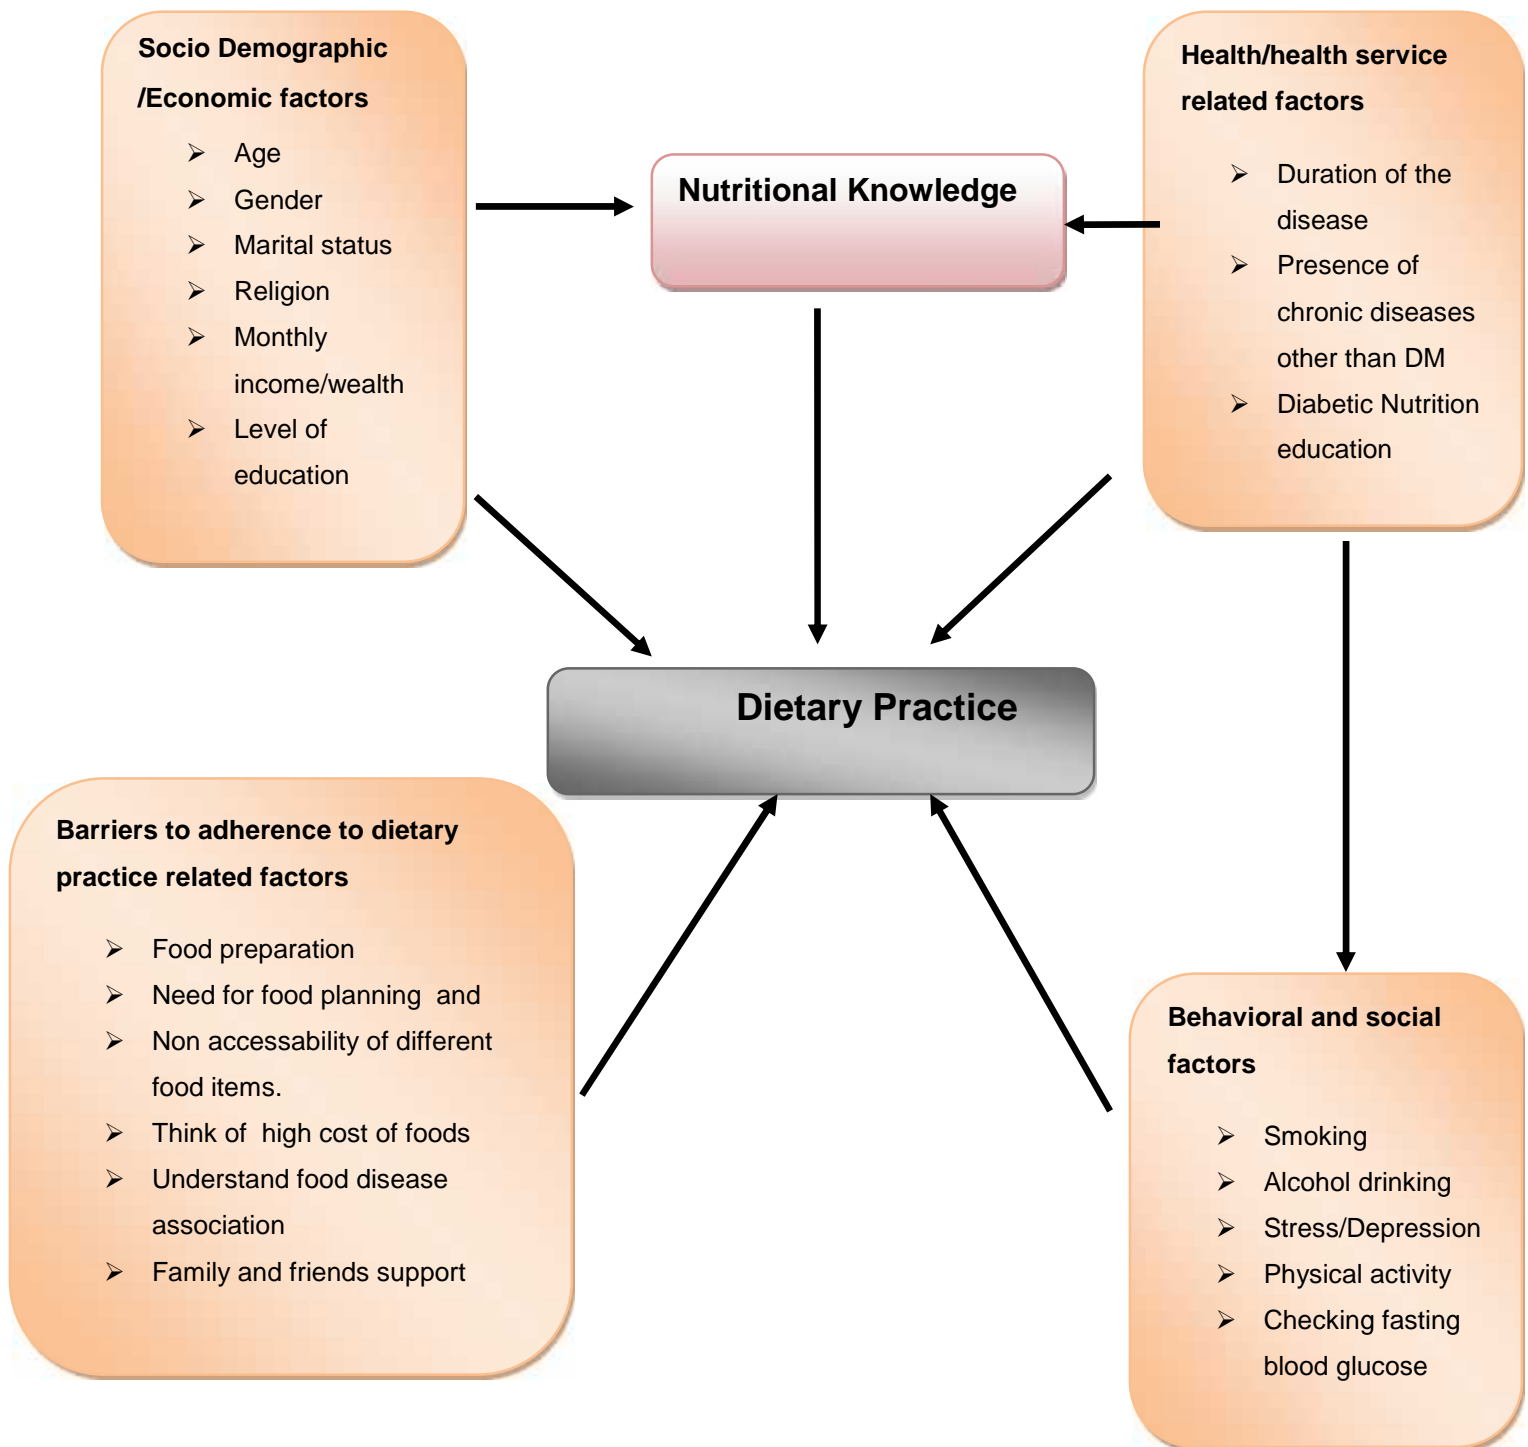 Socio Demographic
/Economic factors
➢ Age
➢ Gender
➢ Marital status
➢ Religion
➢ Monthly
income/wealth
➢ Level of
education
Nutritional Knowledge
Health/health service
related factors
➢ Duration of the
disease
➢ Presence of
chronic diseases
other than DM
➢ Diabetic Nutrition
education
Dietary Practice
Barriers to adherence to dietary
practice related factors
➢ Food preparation
➢ Need for food planning and
➢ Non accessability of different
food items.
➢ Think of high cost of foods
➢ Understand food disease
association
➢ Family and friends support
Behavioral and social
factors
➢ Smoking
➢ Alcohol drinking
➢ Stress/Depression
➢ Physical activity
➢ Checking fasting
blood glucose